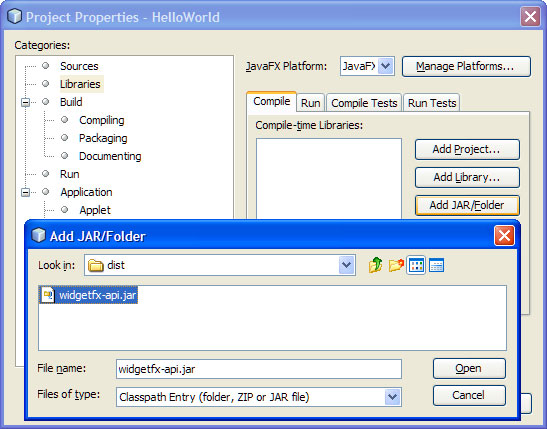 Project Properties - HelloWorld
Categories:
Sources
Libraries
Build
Compiling
Packaging
Documenting
Run
Application
Applet
JavaFX Platform:
JavaFX
Manage Platforms...
Compile
Run
Compile Tests
Run Tests
Compile-time Libraries:
Add Project...
Add Library...
Add JAR/Folder
Add JAR/Folder
Look in:
dist
widgetfx-api.jar
File name:
widgetfx-api.jar
Open
Files of type:
Classpath Entry (folder, ZIP or JAR file)
Cancel